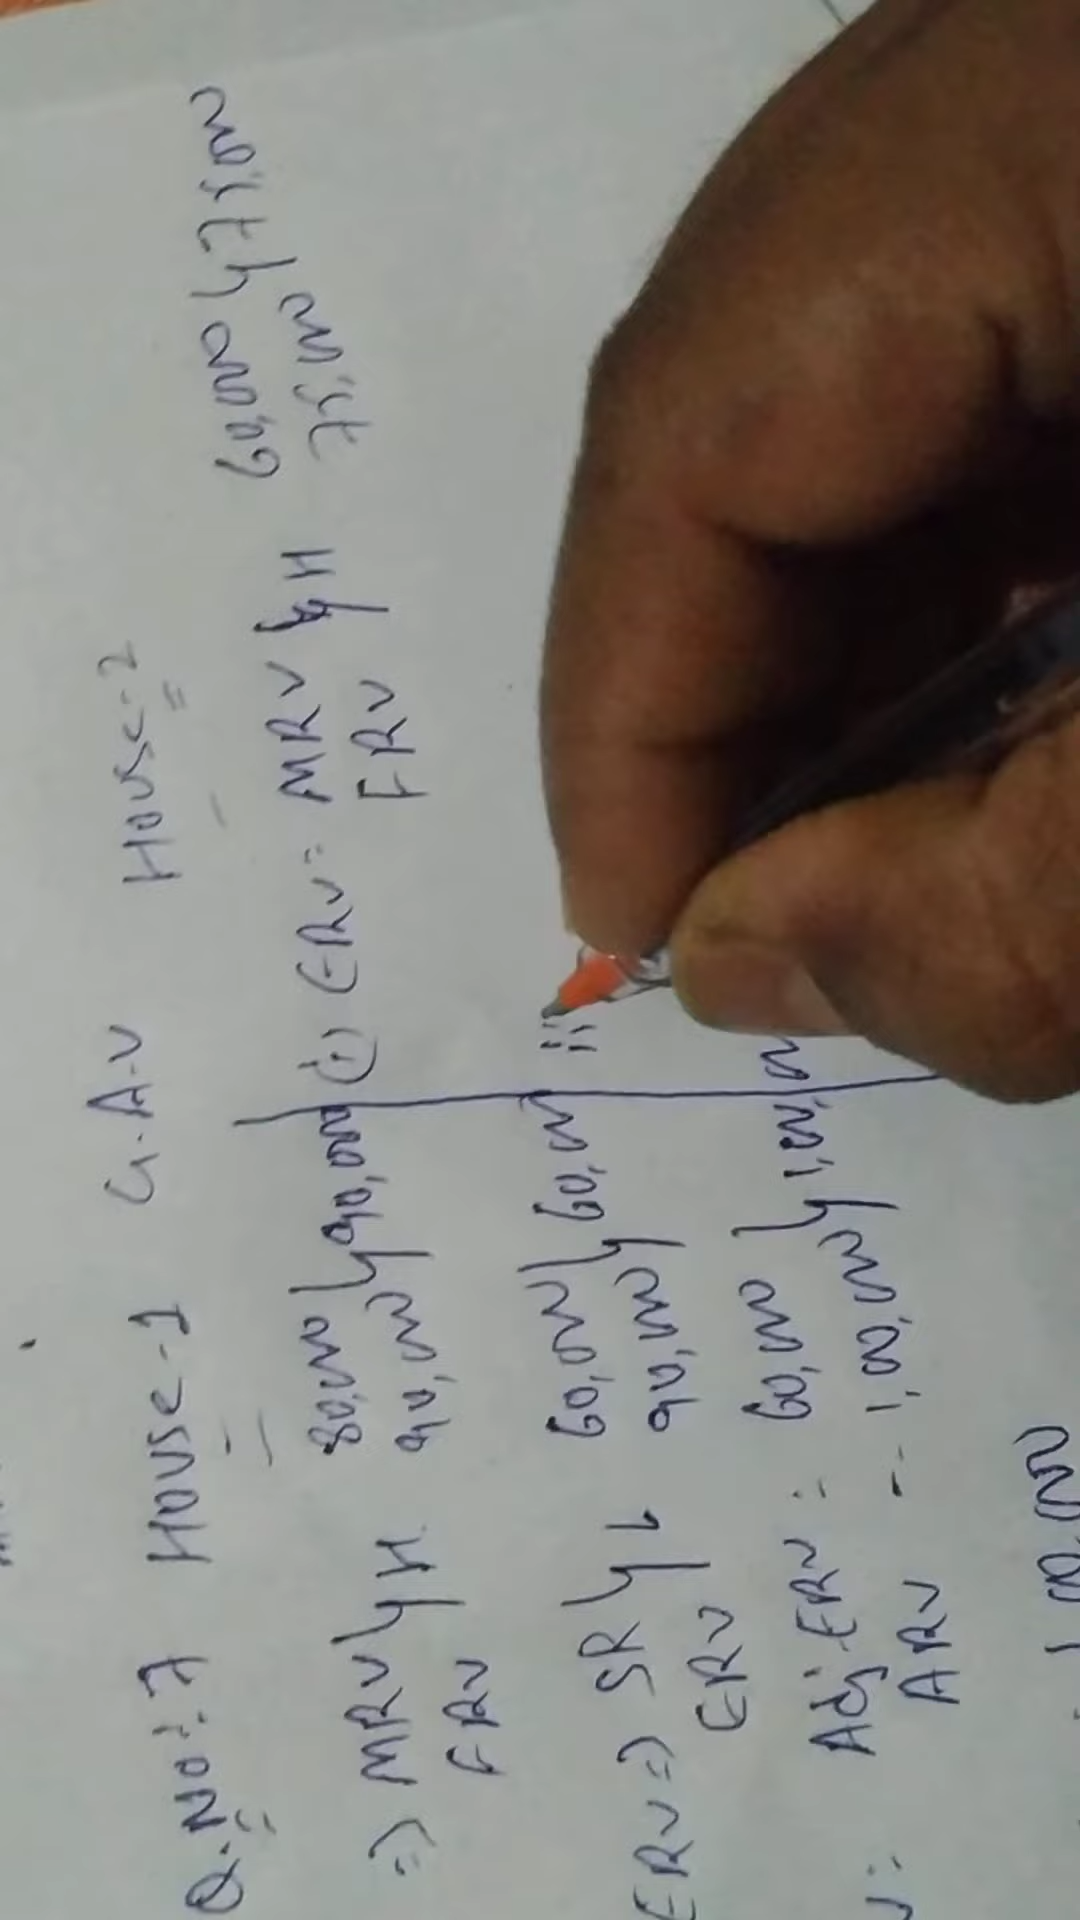 G.A.V
Q.No:.7 House-1 House-2
=) MRV } H 80,000 } 90,000 (i) ERV = MRV } H 60,000 } 75,000
FRV 90,000 FRV 75,000
ERV =) SR } L 60,000 } 60,000 ii
ERV 90,000
Adj. ERV = 60,000 } 1,00,000
ARV = 1,00,000
1,00,000